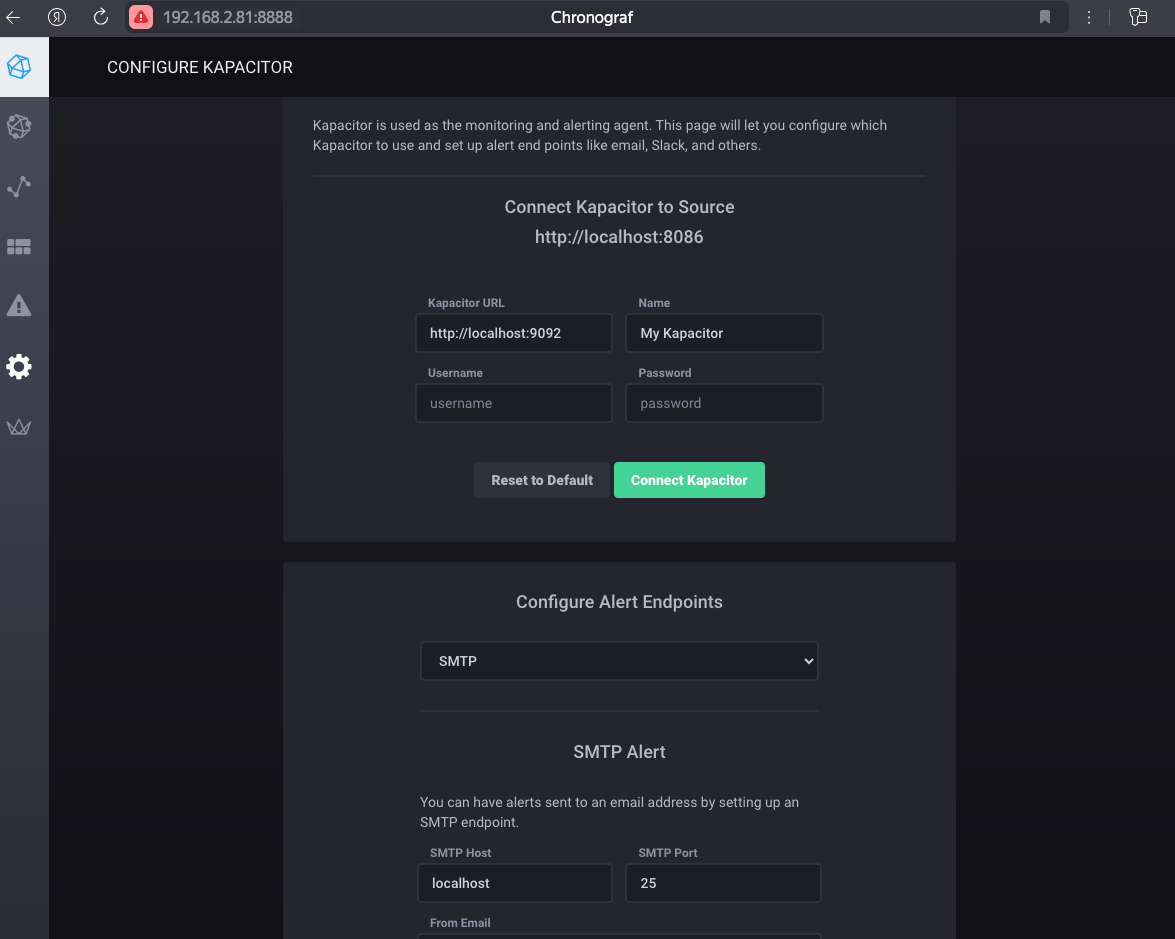 Я
192.168.2.81:8888
Chronograf
CONFIGURE KAPACITOR
Kapacitor is used as the monitoring and alerting agent. This page will let you configure which
Kapacitor to use and set up alert end points like email, Slack, and others.
Connect Kapacitor to Source
http://localhost:8086
Kapacitor URL
Name
http://localhost:9092
My Kapacitor
Username
Password
username
password
Reset to Default
Connect Kapacitor
Configure Alert Endpoints
SMTP
SMTP Alert
You can have alerts sent to an email address by setting up an
SMTP endpoint.
SMTP Host
SMTP Port
localhost
25
From Email